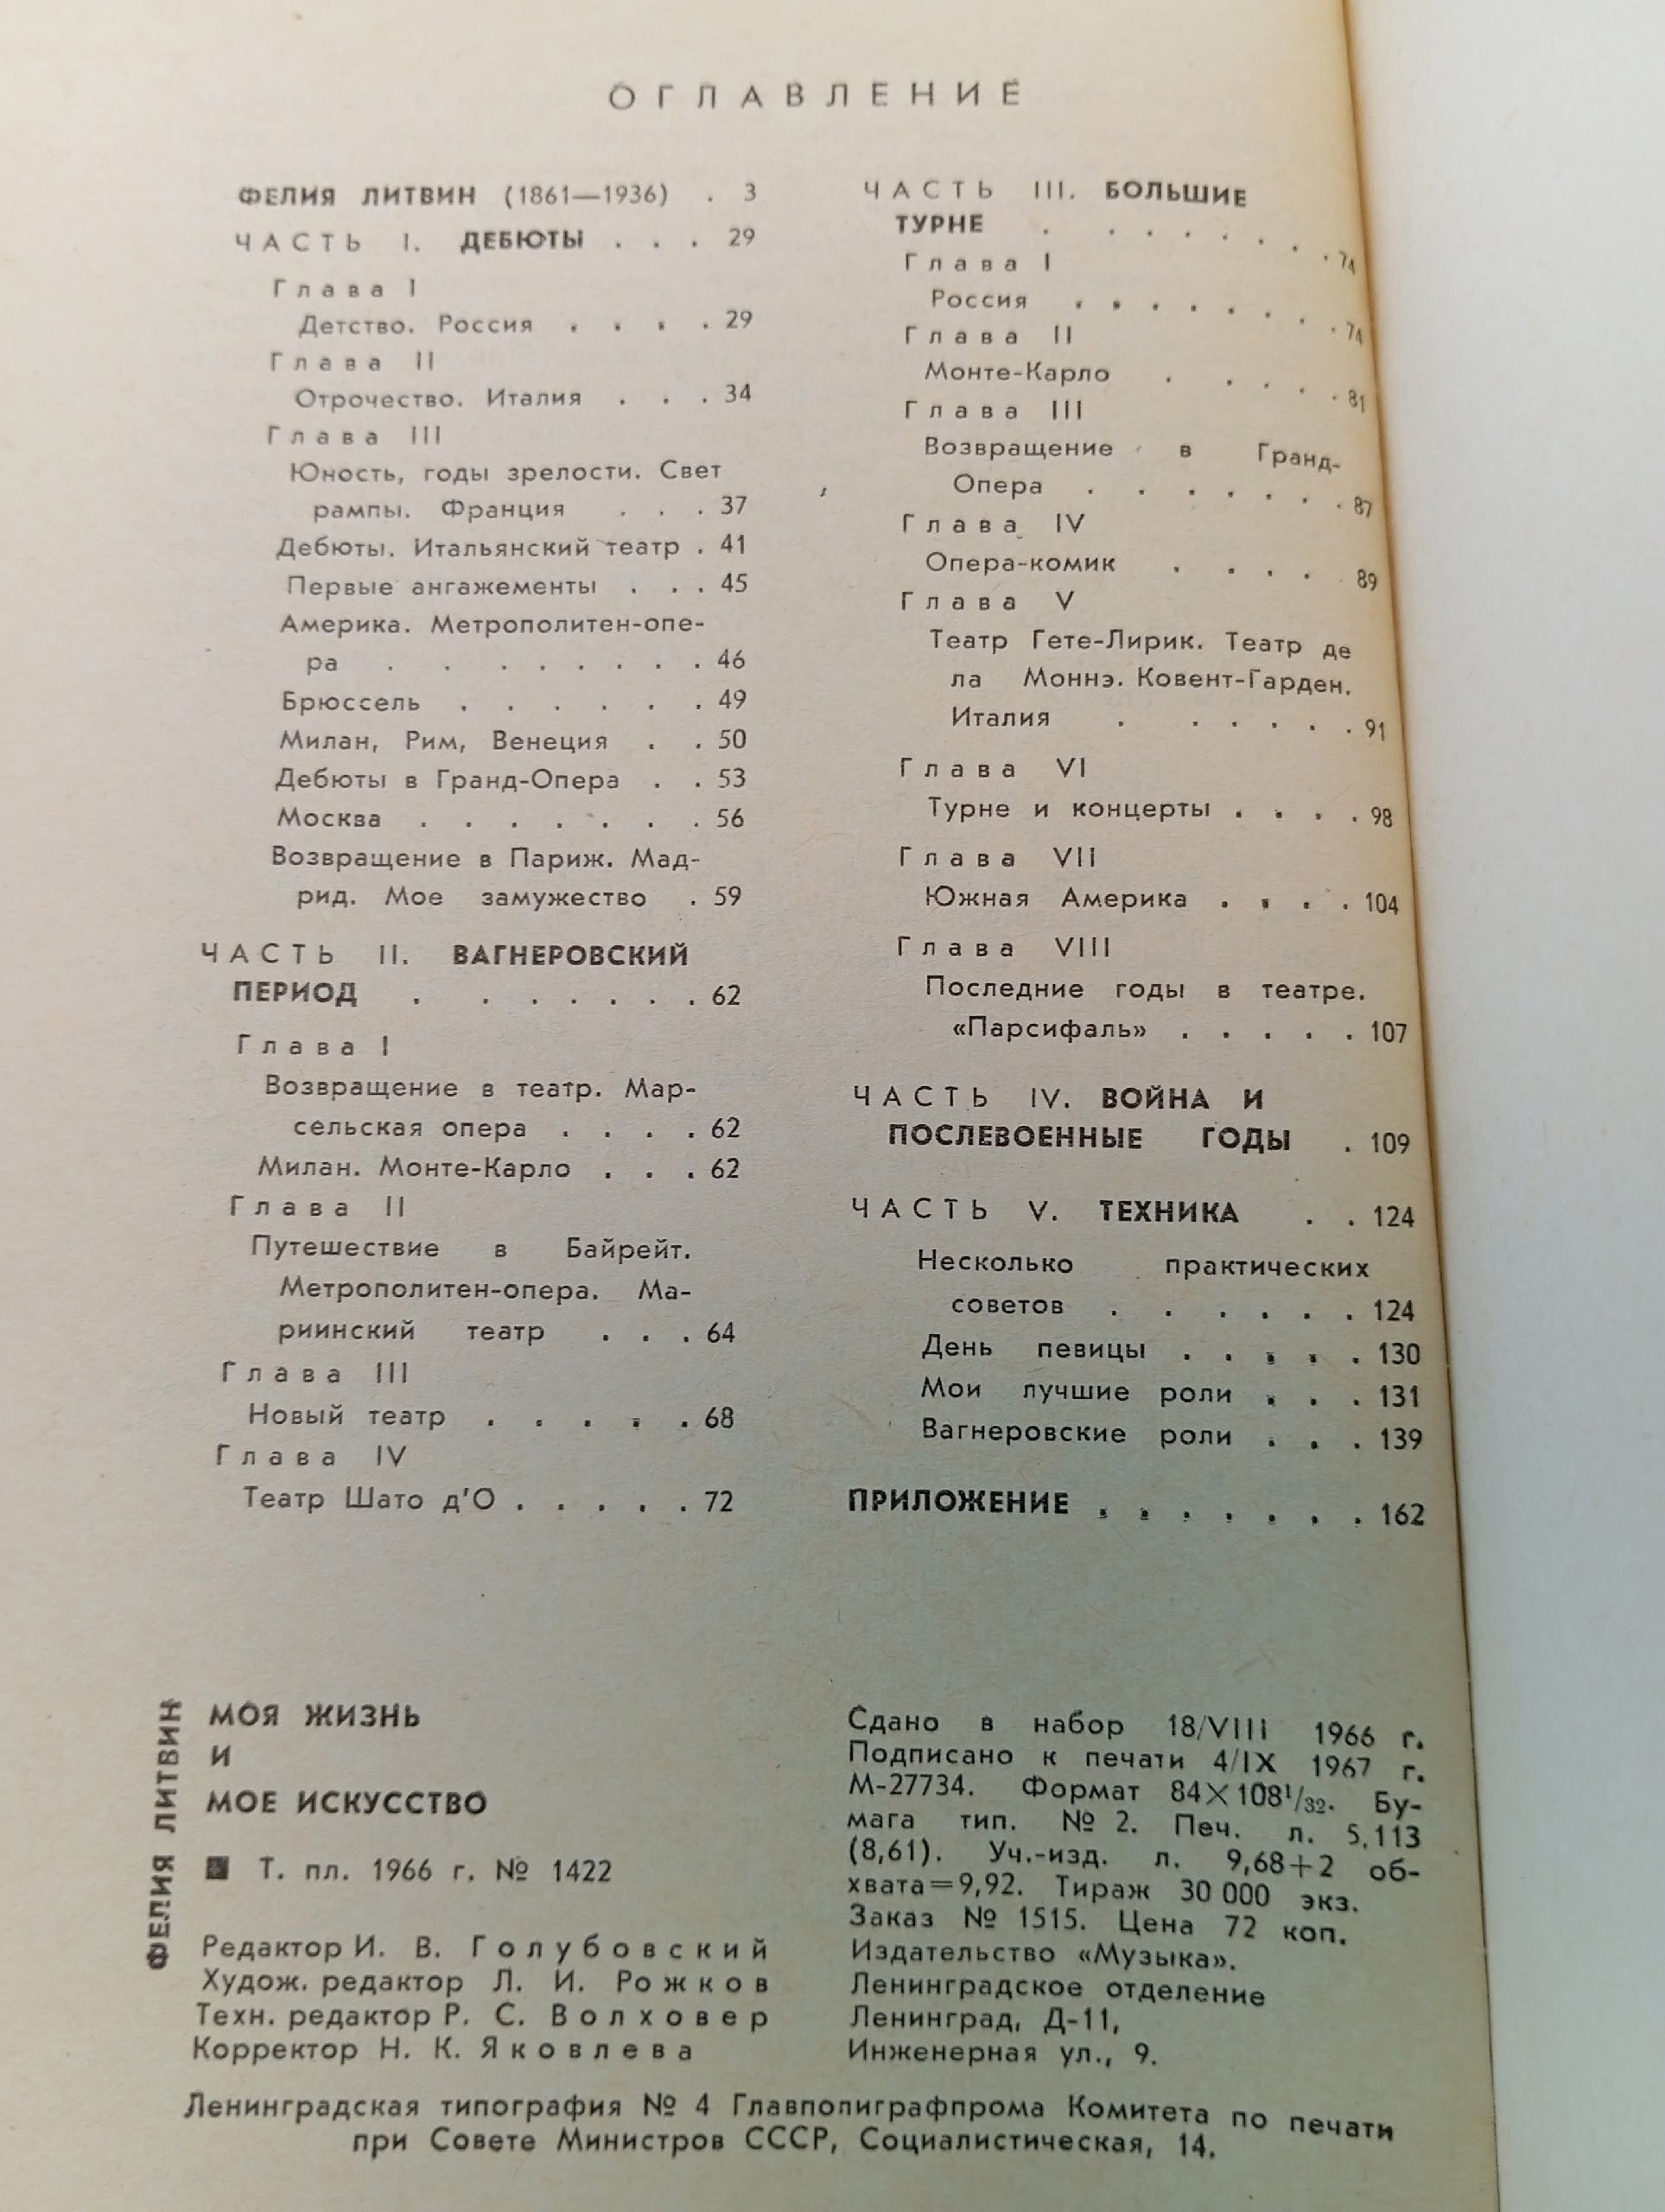 ОГЛАВЛЕНИЕ
ФЕЛИЯ ЛИТВИН (1861—1936) . 3
ЧАСТЬ I. ДЕБЮТЫ . . . 29
Глава I
Детство. Россия . . . . 29
Глава II
Отрочество. Италия . . . 34
Глава III
Юность, годы зрелости. Свет
рампы. Франция . . . 37
Дебюты. Итальянский театр . 41
Первые ангажементы . . . 45
Америка. Метрополитен-опе-
ра . . . . . . . . 46
Брюссель . . . . . . 49
Милан, Рим, Венеция . . 50
Дебюты в Гранд-Опера . . 53
Москва . . . . . . . 56
Возвращение в Париж. Мад-
рид. Мое замужество . 59
ЧАСТЬ II. ВАГНЕРОВСКИЙ
ПЕРИОД . . . . . . . 62
Глава I
Возвращение в театр. Мар-
сельская опера . . . . 62
Милан. Монте-Карло . . . 62
Глава II
Путешествие в Байрейт.
Метрополитен-опера. Ма-
риинский театр . . . 64
Глава III
Новый театр . . . . . 68
Глава IV
Театр Шато д'О . . . . . 72
ЧАСТЬ III. БОЛЬШИЕ
ТУРНЕ . . . . . . . . 74
Глава I
Россия . . . . . . . . 74
Глава II
Монте-Карло . . . . . 81
Глава III
Возвращение в Гранд-
Опера . . . . . . . 87
Глава IV
Опера-комик . . . . 89
Глава V
Театр Гете-Лирик. Театр де
ла Моннэ. Ковент-Гарден.
Италия . . . . . . 91
Глава VI
Турне и концерты . . . . 98
Глава VII
Южная Америка . . . . 104
Глава VIII
Последние годы в театре.
«Парсифаль» . . . . . 107
ЧАСТЬ IV. ВОЙНА И
ПОСЛЕВОЕННЫЕ ГОДЫ . 109
ЧАСТЬ V. ТЕХНИКА . . 124
Несколько практических
советов . . . . . . 124
День певицы . . . . . 130
Мои лучшие роли . . . 131
Вагнеровские роли . . . 139
ПРИЛОЖЕНИЕ . . . . . . . 162
ФЕЛИЯ ЛИТВИН
МОЯ ЖИЗНЬ
И
МОЕ ИСКУССТВО
Т. пл. 1966 г. № 1422
Редактор И. В. Голубовский
Худож. редактор Л. И. Рожков
Техн. редактор Р. С. Волховер
Корректор Н. К. Яковлева
Сдано в набор 18/VIII 1966 г.
Подписано к печати 4/IX 1967 г.
М-27734. Формат 84×108¹/₃₂. Бу-
мага тип. № 2. Печ. л. 5,113
(8,61). Уч.-изд. л. 9,68+2 об-
хвата=9,92. Тираж 30 000 экз.
Заказ № 1515. Цена 72 коп.
Издательство «Музыка».
Ленинградское отделение
Ленинград, Д-11,
Инженерная ул., 9.
Ленинградская типография № 4 Главполиграфпрома Комитета по печати
при Совете Министров СССР, Социалистическая, 14.